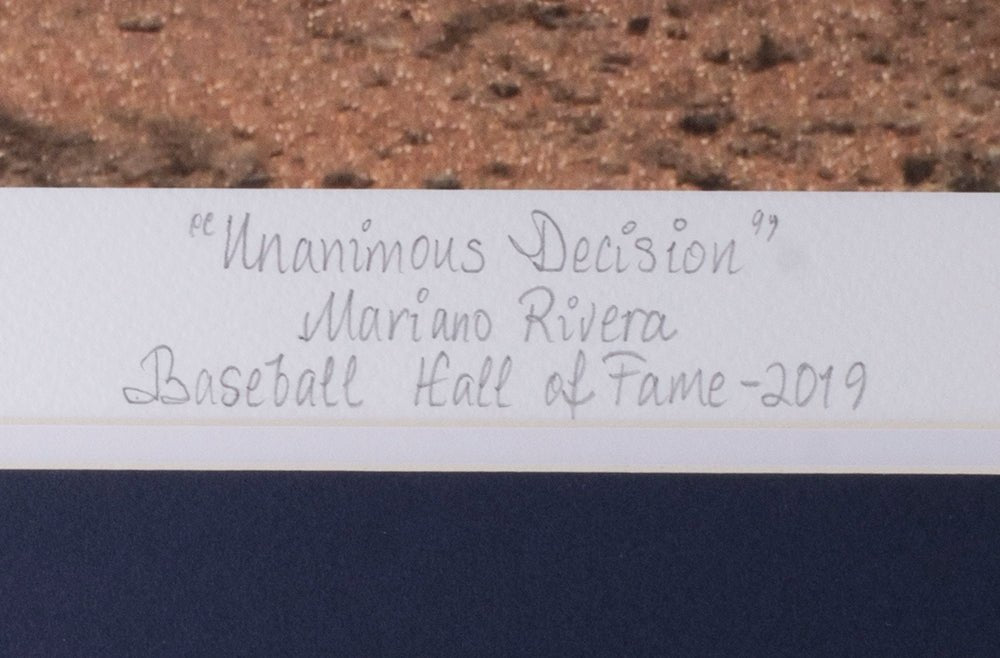 "Unanimous Decision"
Mariano Rivera
Baseball Hall of Fame - 2019